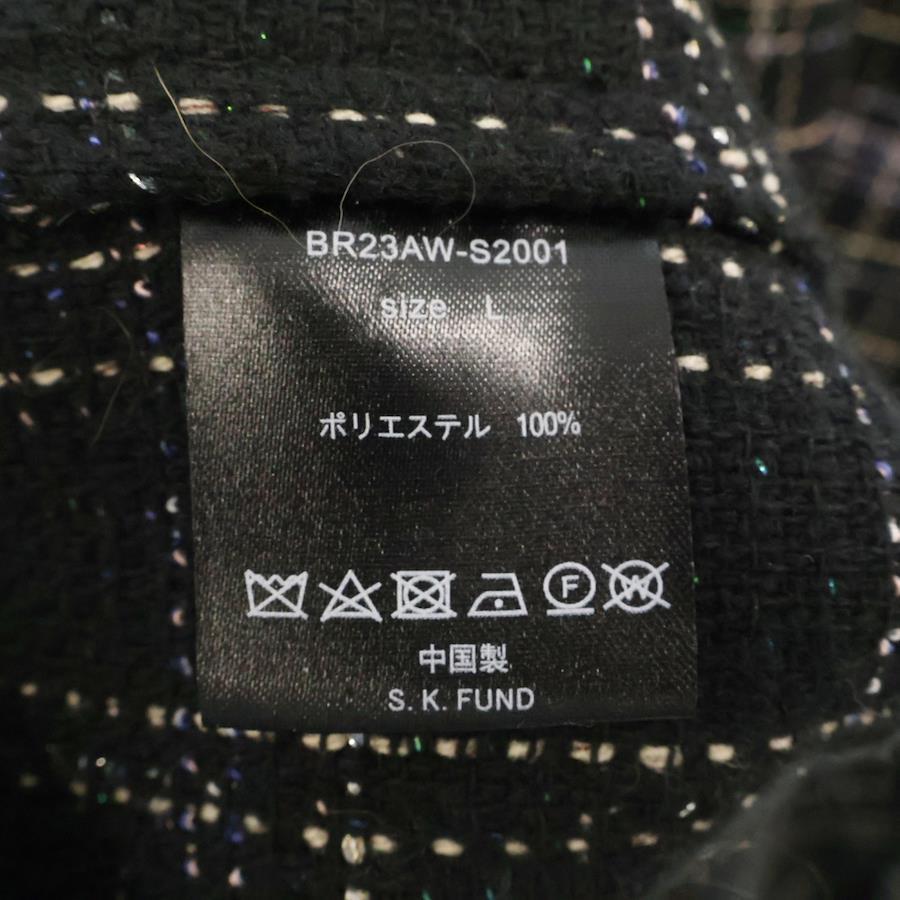 BR23AW-S2001
size L
ポリエステル 100%
F W
中国製
S. K. FUND